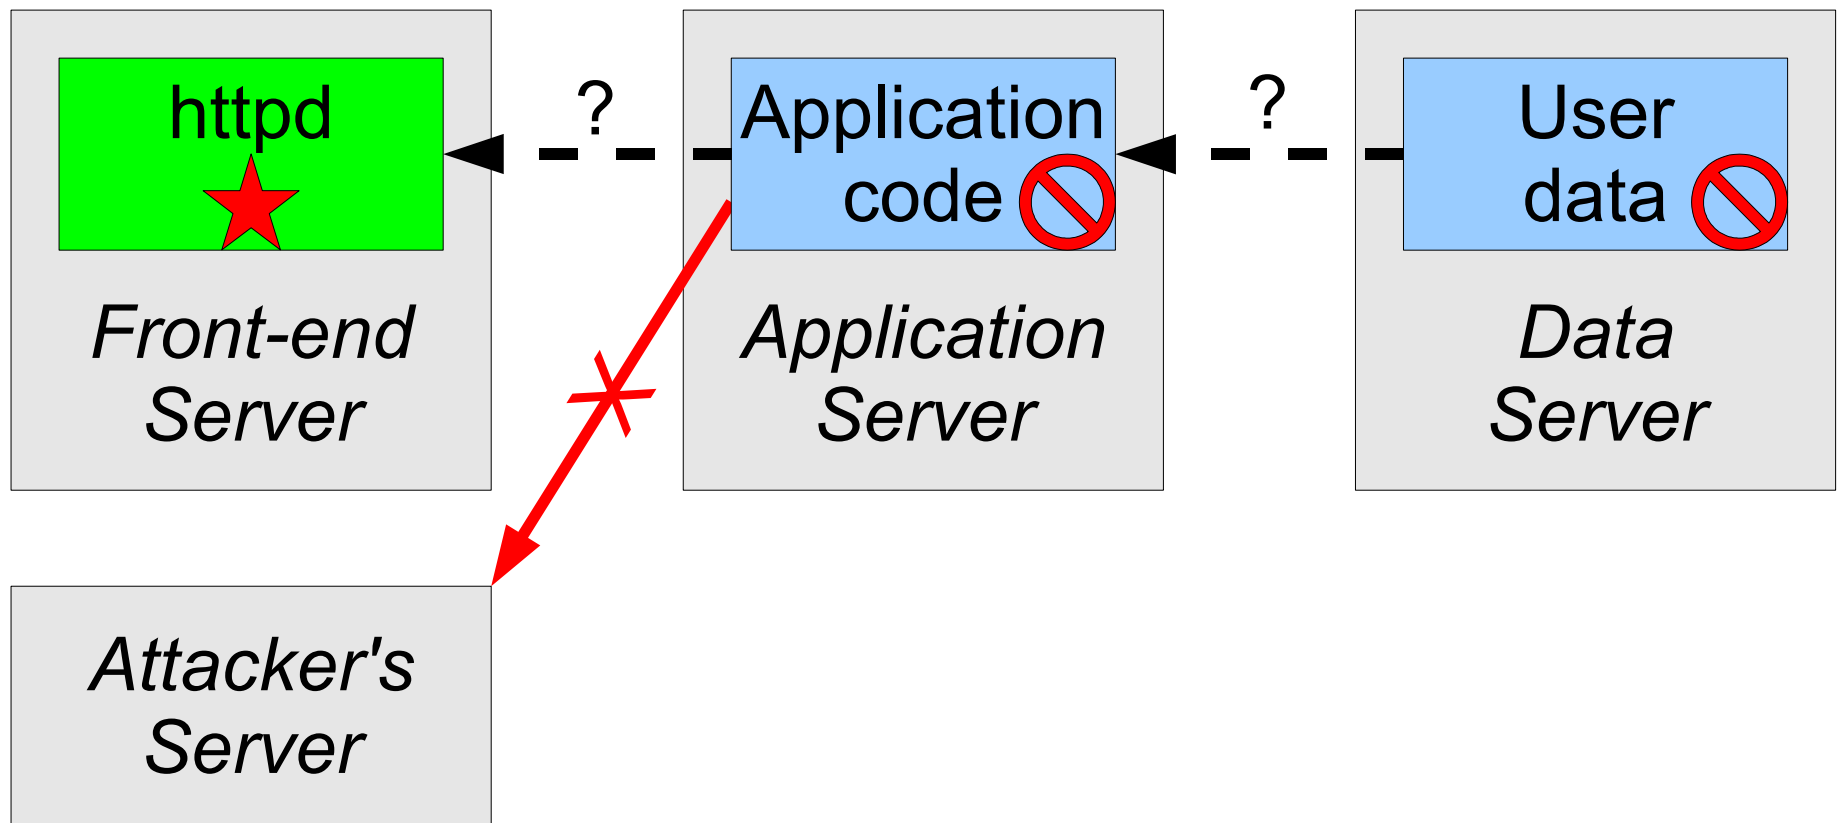 httpd
Front-end
Server
?
Application
code
Application
Server
?
User
data
Data
Server
Attacker's
Server